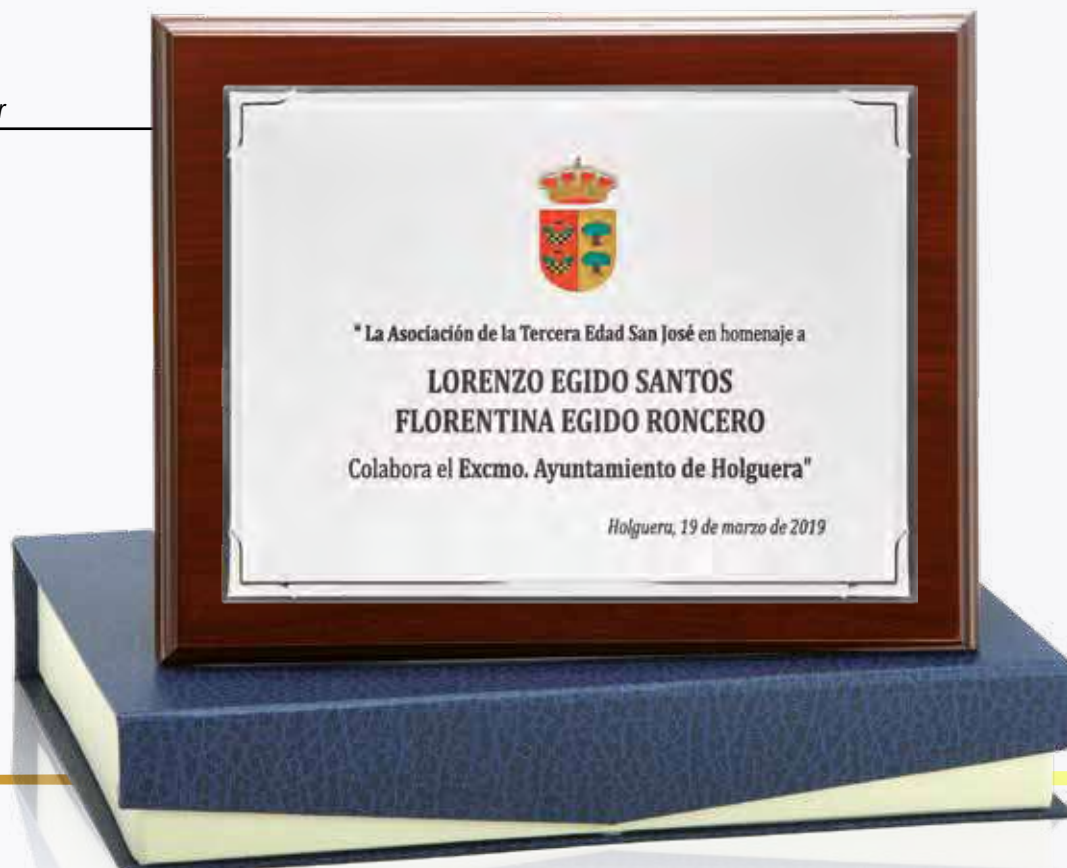 r
" La Asociación de la Tercera Edad San José en homenaje a
LORENZO EGIDO SANTOS
FLORENTINA EGIDO RONCERO
Colabora el Excmo. Ayuntamiento de Holguera"
Holguera, 19 de marzo de 2019